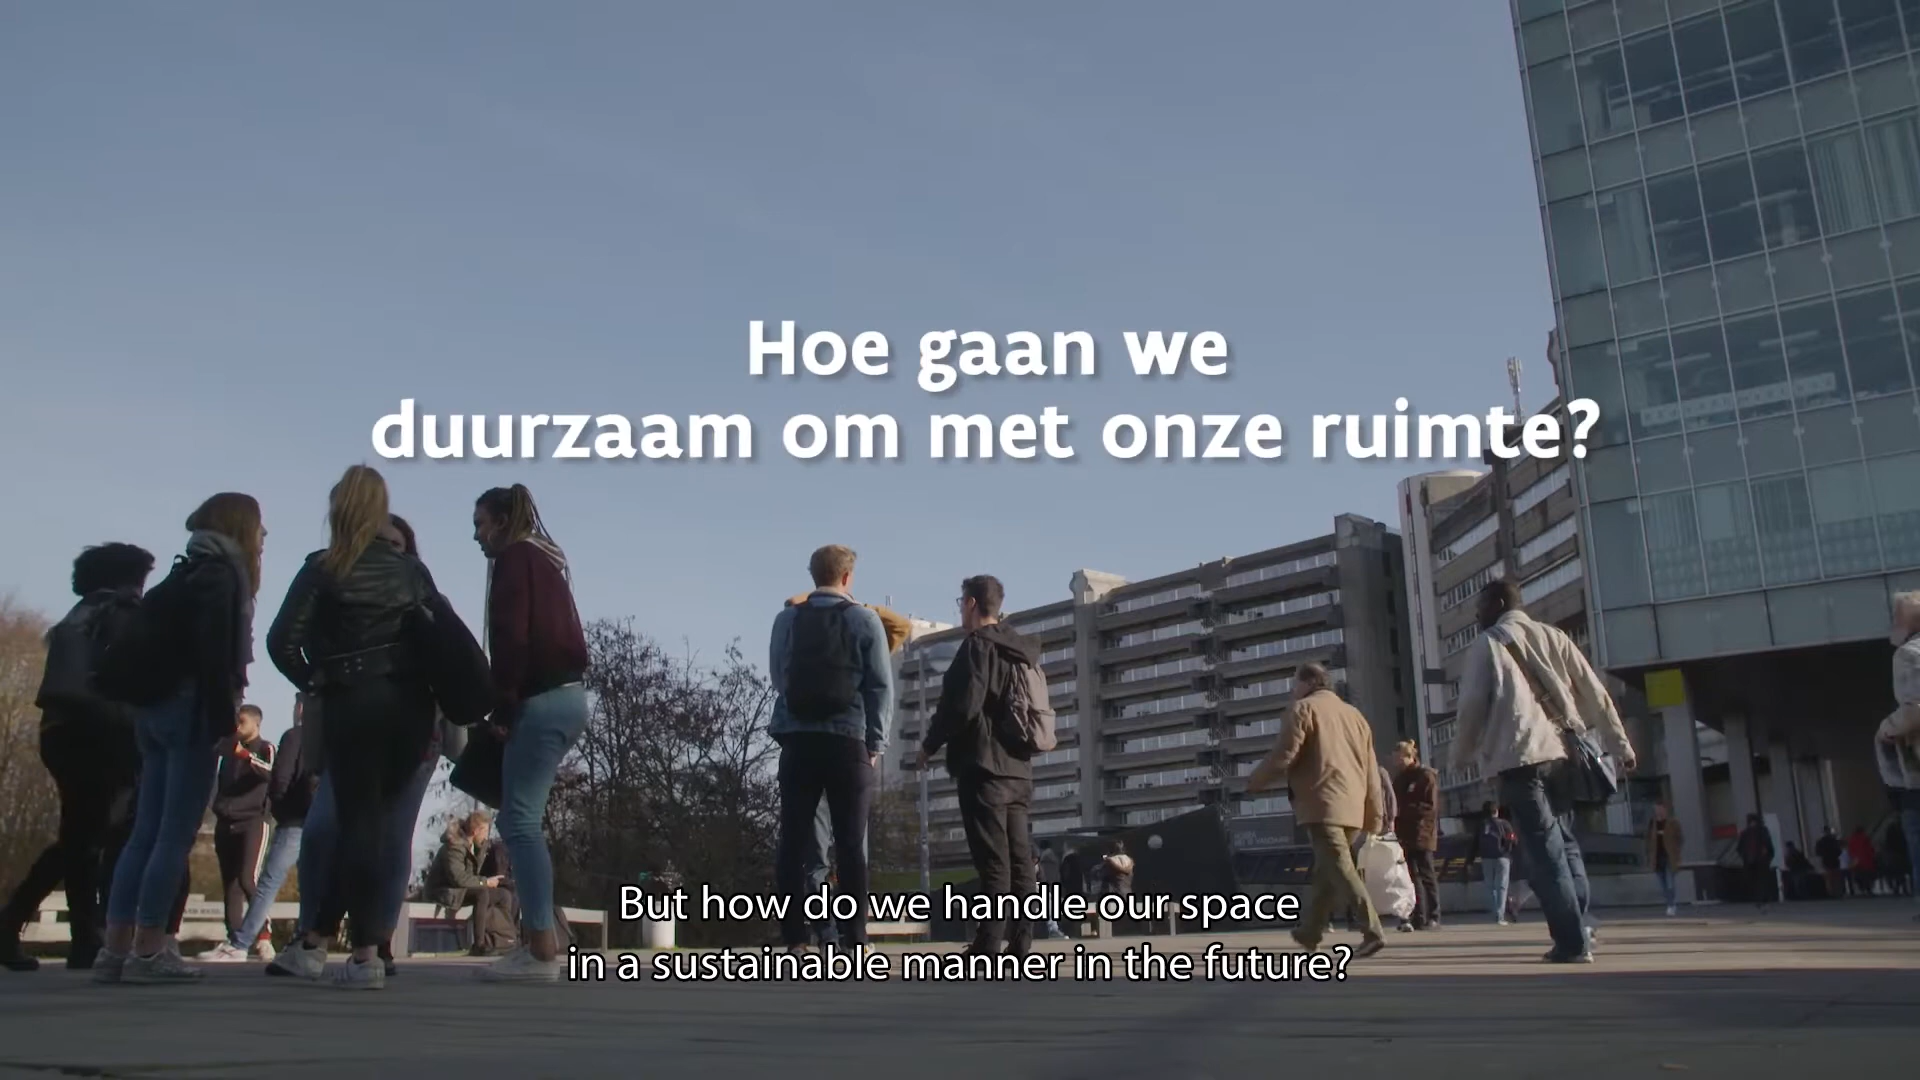 Hoe gaan we
duurzaam om met onze ruimte?
But how do we handle our space
in a sustainable manner in the future?